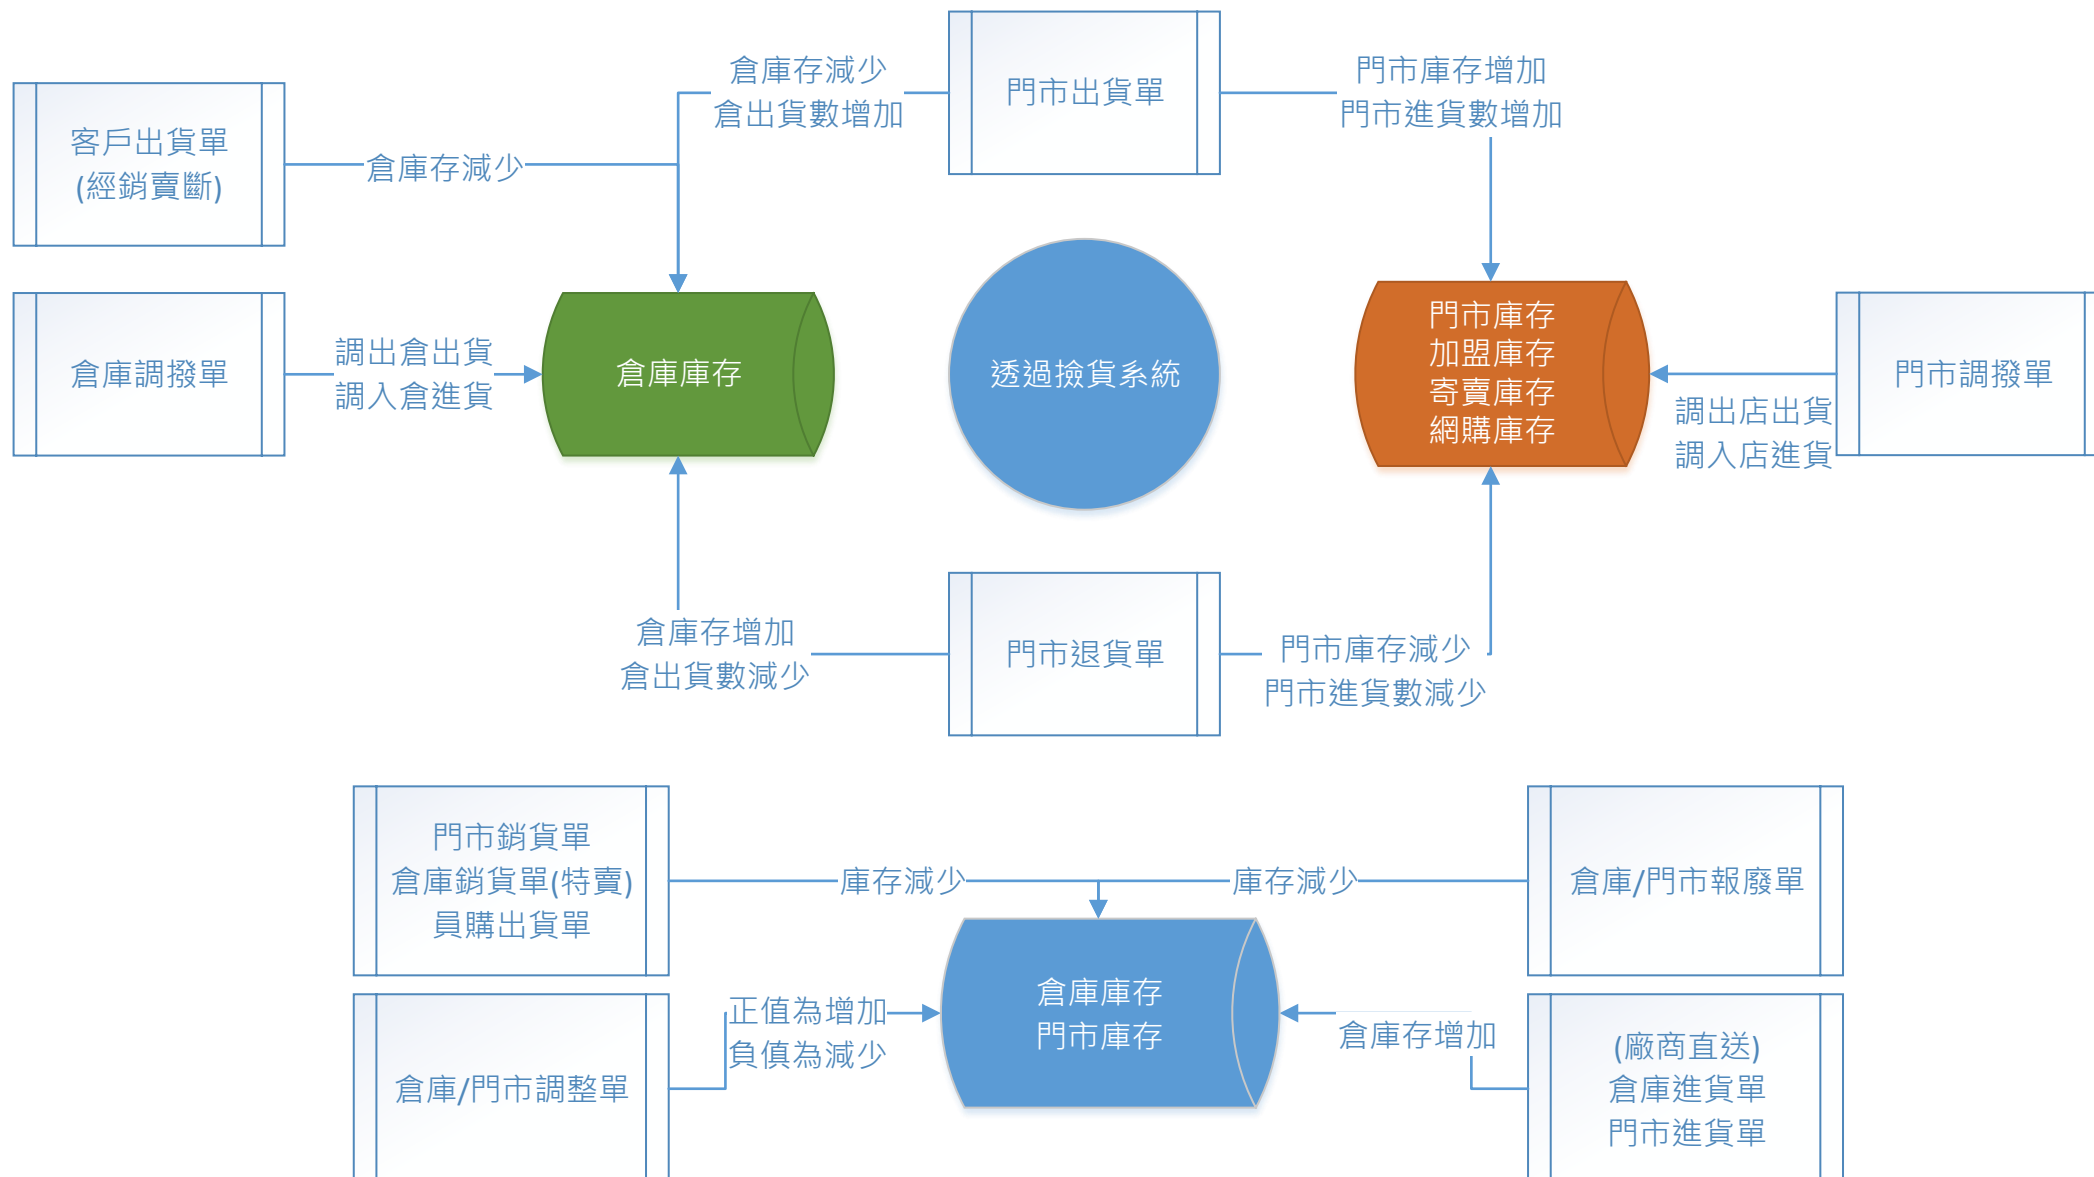 門市出貨單
倉庫存減少
倉出貨數增加
門市庫存增加
門市進貨數增加
客戶出貨單
(經銷賣斷)
倉庫存減少
倉庫調撥單
調出倉出貨
調入倉進貨
倉庫庫存
透過撿貨系統
門市庫存
加盟庫存
寄賣庫存
網購庫存
門市調撥單
調出店出貨
調入店進貨
倉庫存增加
倉出貨數減少
門市退貨單
門市庫存減少
門市進貨數減少
門市銷貨單
倉庫銷貨單(特賣)
員購出貨單
庫存減少
庫存減少
倉庫/門市報廢單
倉庫/門市調整單
正值為增加
負值為減少
倉庫庫存
門市庫存
倉庫存增加
(廠商直送)
倉庫進貨單
門市進貨單